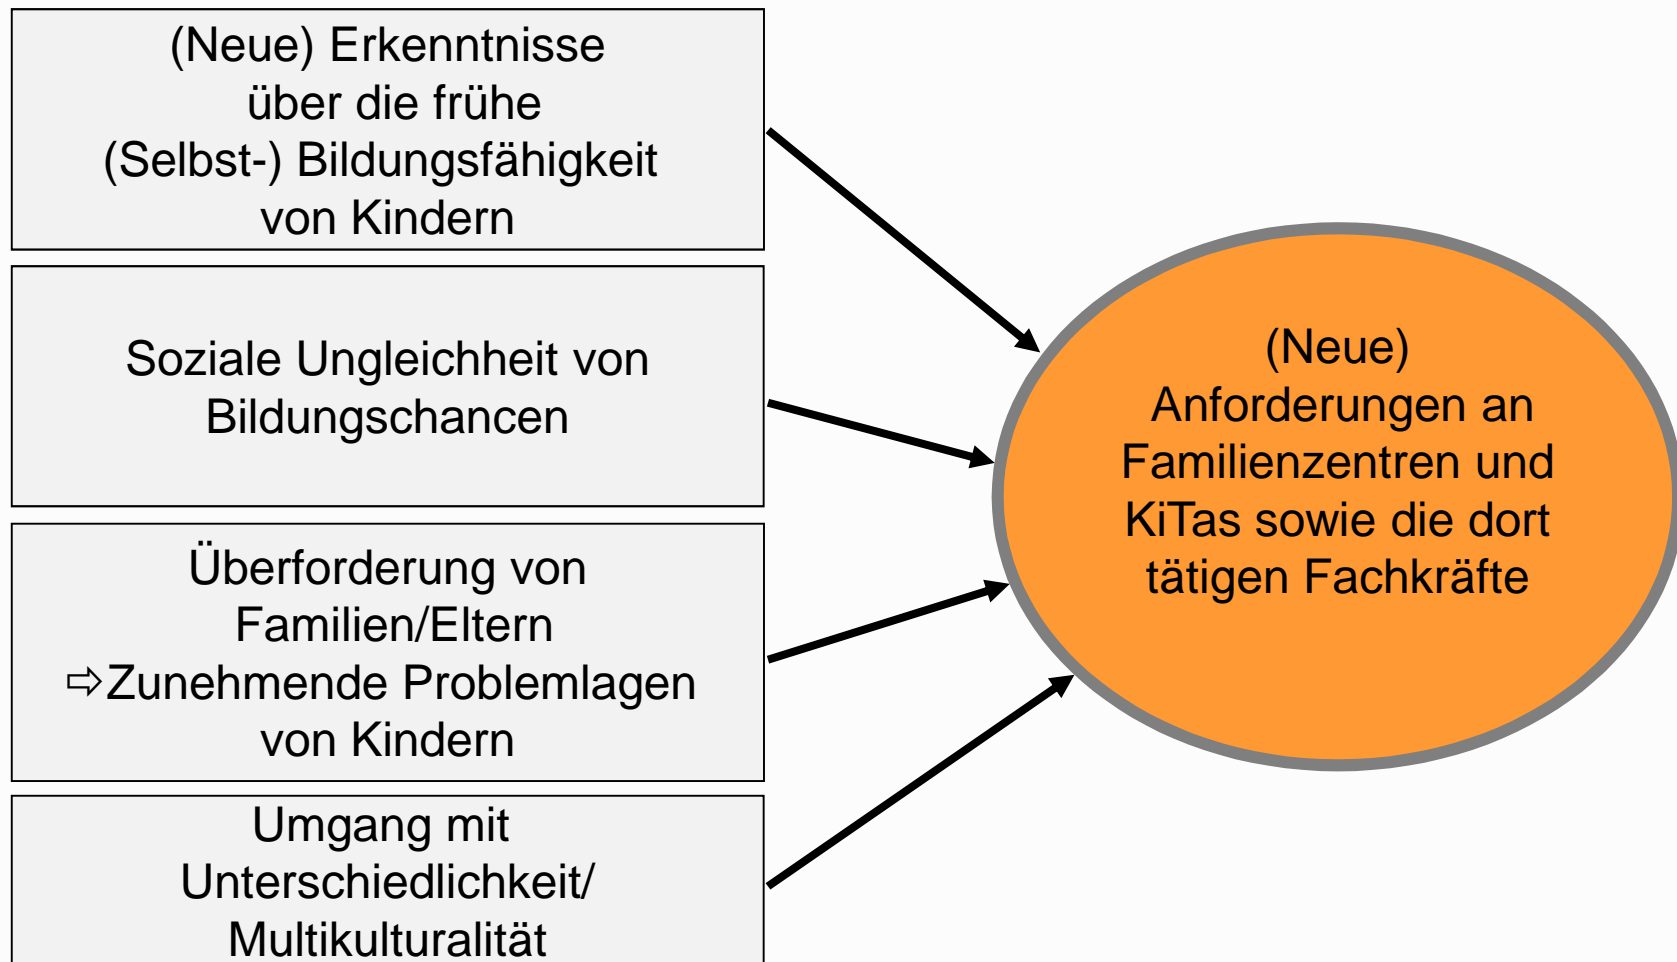 (Neue) Erkenntnisse
über die frühe
(Selbst-) Bildungsfähigkeit
von Kindern
Soziale Ungleichheit von
Bildungschancen
Überforderung von
Familien/Eltern
⇨Zunehmende Problemlagen
von Kindern
Umgang mit
Unterschiedlichkeit/
Multikulturalität
(Neue)
Anforderungen an
Familienzentren und
KiTas sowie die dort
tätigen Fachkräfte